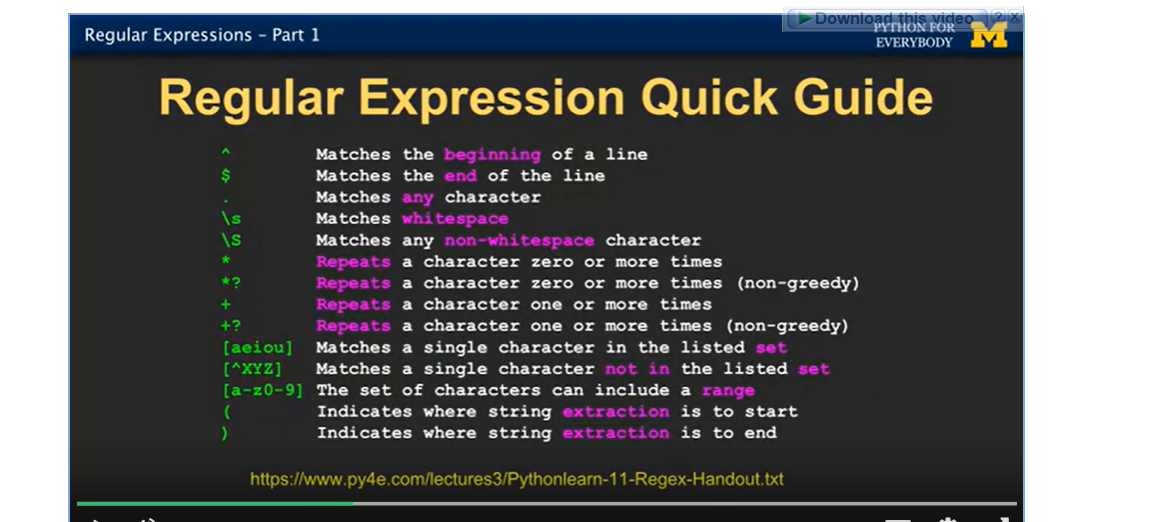 Download this video ? X
Regular Expressions – Part 1
PYTHON FOR
EVERYBODY
M
Regular Expression Quick Guide
^ Matches the beginning of a line
$ Matches the end of the line
. Matches any character
\s Matches whitespace
\S Matches any non-whitespace character
* Repeats a character zero or more times
*? Repeats a character zero or more times (non-greedy)
+ Repeats a character one or more times
+? Repeats a character one or more times (non-greedy)
[aeiou] Matches a single character in the listed set
[^XYZ] Matches a single character not in the listed set
[a-z0-9] The set of characters can include a range
( Indicates where string extraction is to start
) Indicates where string extraction is to end
https://www.py4e.com/lectures3/Pythonlearn-11-Regex-Handout.txt